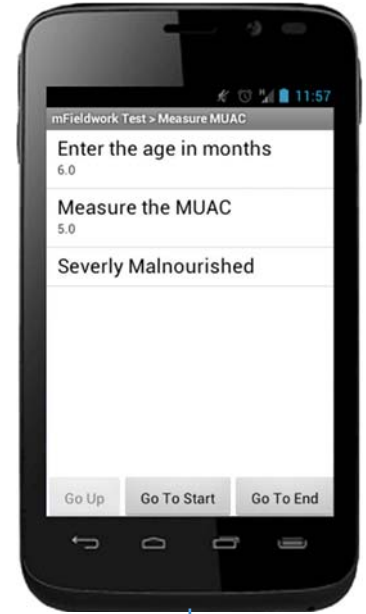 11:57
mFieldwork Test > Measure MUAC
Enter the age in months
6.0
Measure the MUAC
5.0
Severly Malnourished
Go Up Go To Start Go To End